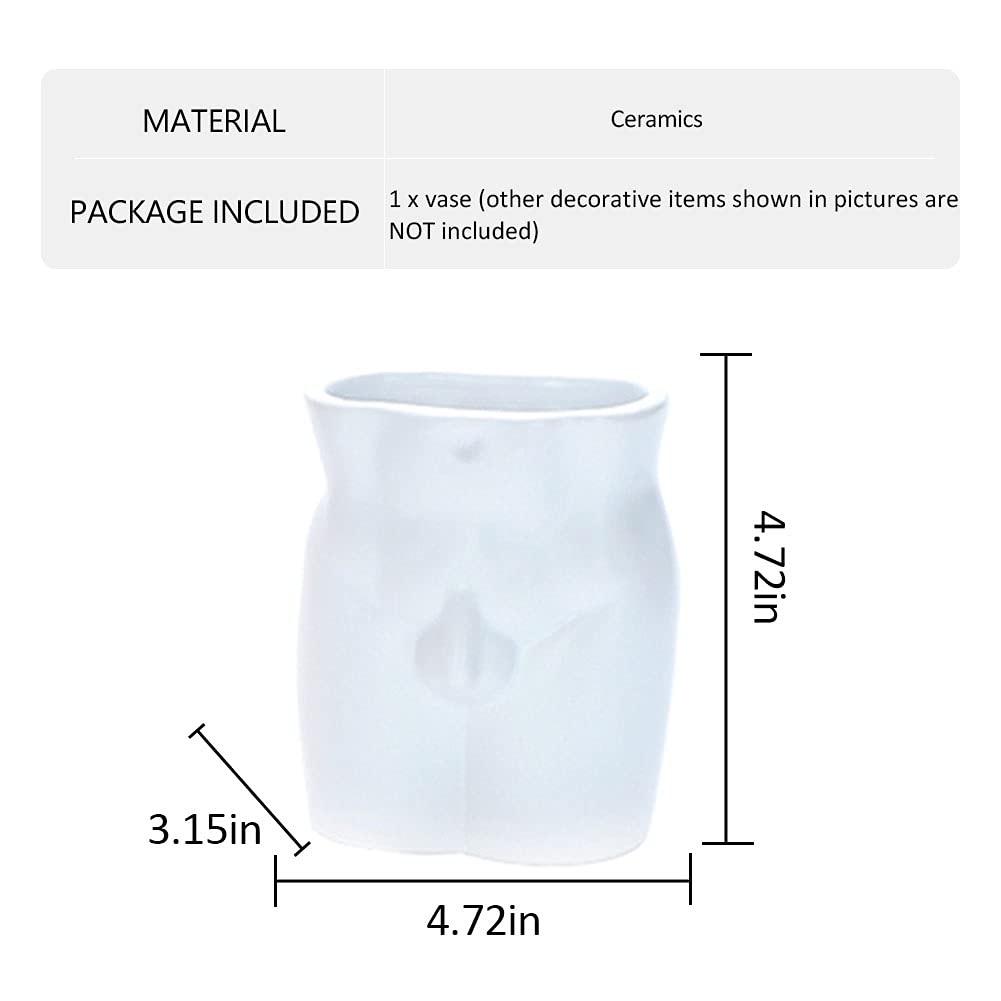 MATERIAL
Ceramics
PACKAGE INCLUDED
1 x vase (other decorative items shown in pictures are
NOT included)
4.72in
3.15in
4.72in